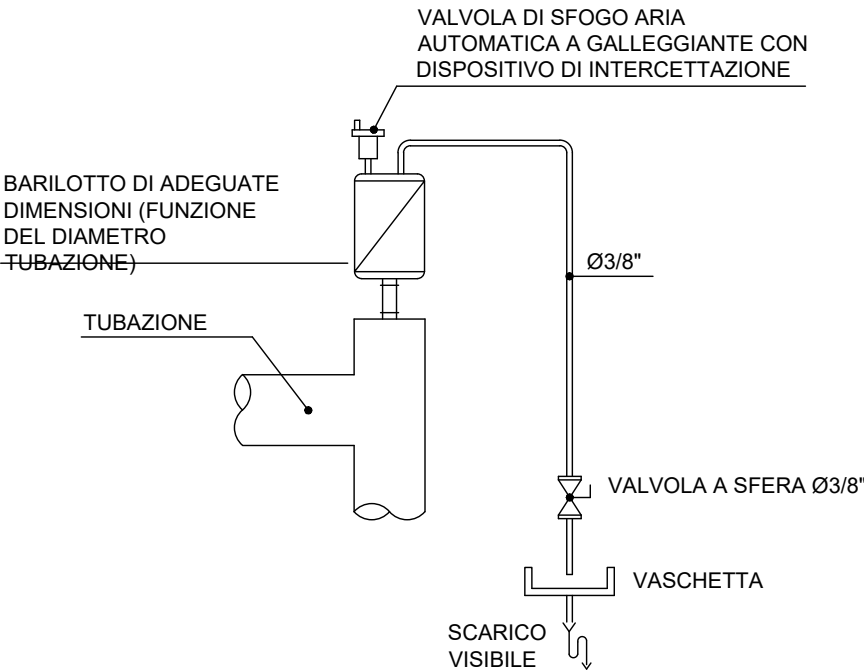 VALVOLA DI SFOGO ARIA
AUTOMATICA A GALLEGGIANTE CON
DISPOSITIVO DI INTERCETTAZIONE
BARILOTTO DI ADEGUATE
DIMENSIONI (FUNZIONE
DEL DIAMETRO
TUBAZIONE)
Ø3/8"
TUBAZIONE
VALVOLA A SFERA Ø3/8"
VASCHETTA
SCARICO
VISIBILE